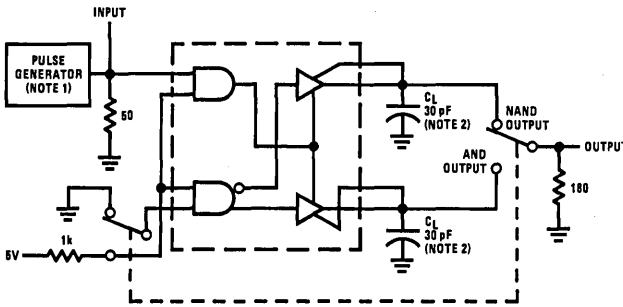 INPUT
PULSE
GENERATOR
(NOTE 1)
50
CL
30 pF
(NOTE 2)
NAND
OUTPUT
OUTPUT
AND
OUTPUT
180
CL
30 pF
(NOTE 2)
5V
1k